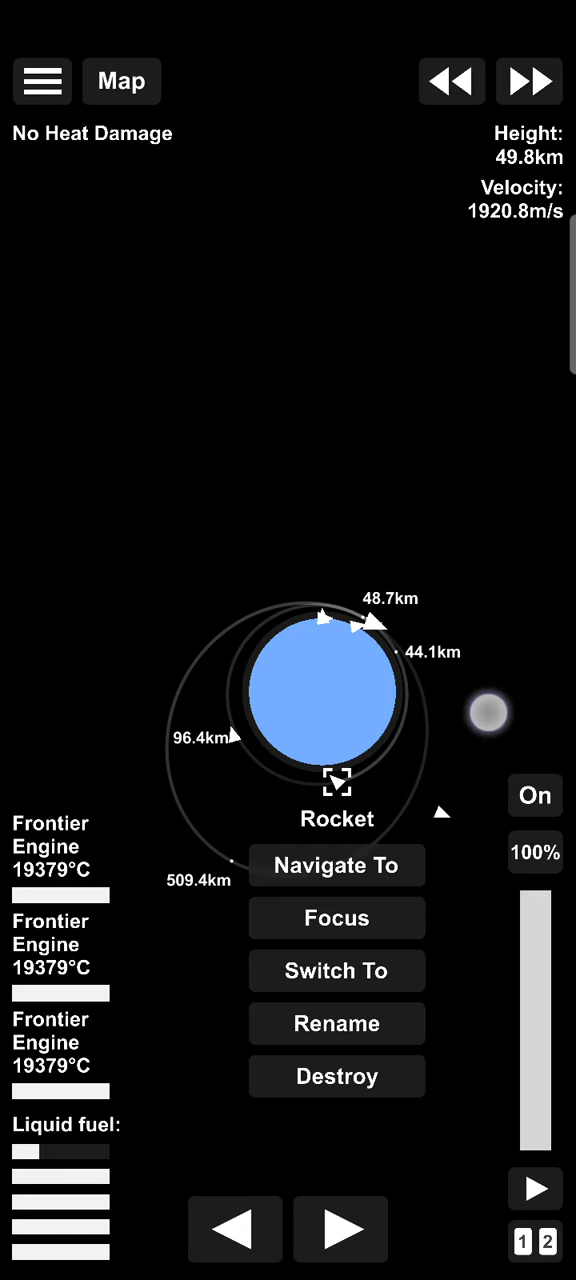 Map
No Heat Damage
Height:
49.8km
Velocity:
1920.8m/s
48.7km
44.1km
96.4km
509.4km
Rocket
Navigate To
Focus
Switch To
Rename
Destroy
On
100%
Frontier
Engine
19379°C
Frontier
Engine
19379°C
Frontier
Engine
19379°C
Liquid fuel:
1 2